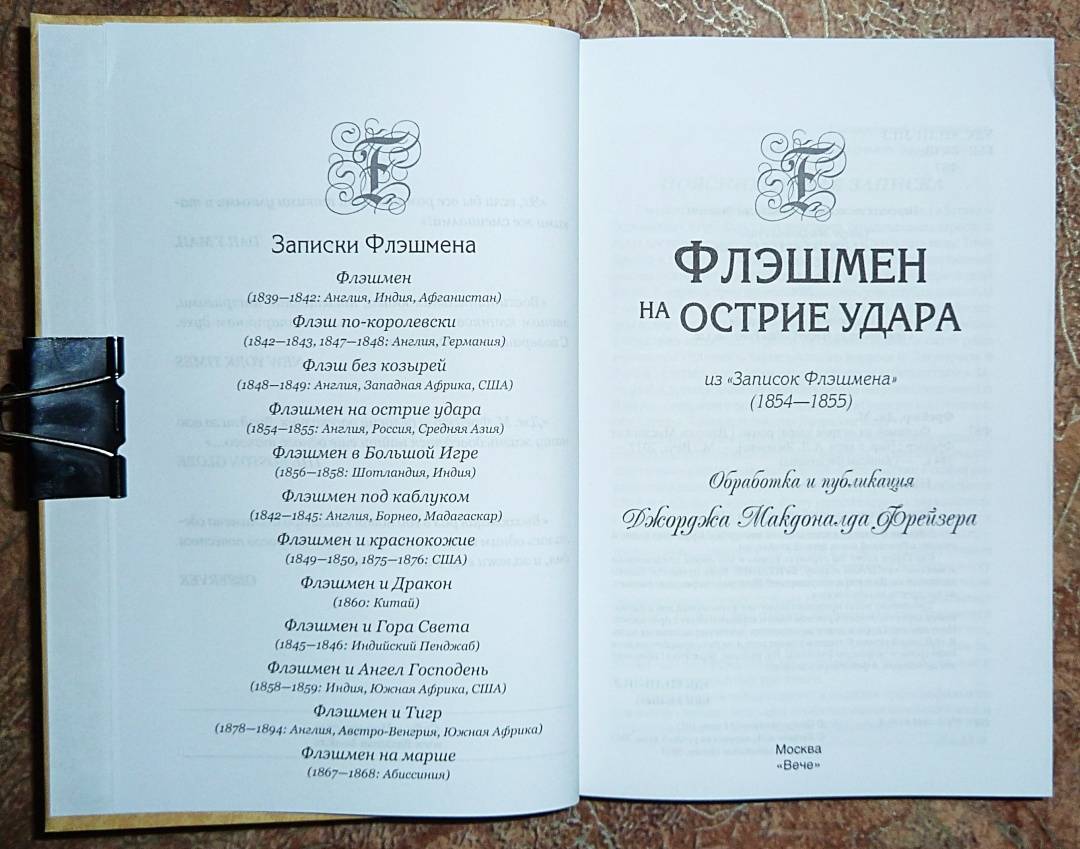 Записки Флэшмена
Флэшмен
(1839—1842: Англия, Индия, Афганистан)
Флэш по-королевски
(1842—1843, 1847—1848: Англия, Германия)
Флэш без козырей
(1848—1849: Англия, Западная Африка, США)
Флэшмен на острие удара
(1854—1855: Англия, Россия, Средняя Азия)
Флэшмен в Большой Игре
(1856—1858: Шотландия, Индия)
Флэшмен под каблуком
(1842—1845: Англия, Борнео, Мадагаскар)
Флэшмен и краснокожие
(1849—1850, 1875—1876: США)
Флэшмен и Дракон
(1860: Китай)
Флэшмен и Гора Света
(1845—1846: Индийский Пенджаб)
Флэшмен и Ангел Господень
(1858—1859: Индия, Южная Африка, США)
Флэшмен и Тигр
(1878—1894: Англия, Австро-Венгрия, Южная Африка)
Флэшмен на марше
(1867—1868: Абиссиния)
Флэшмен
на острие удара
из «Записок Флэшмена»
(1854—1855)
Обработка и публикация
Джорджа Макдоналда Фрейзера
Москва
«Вече»